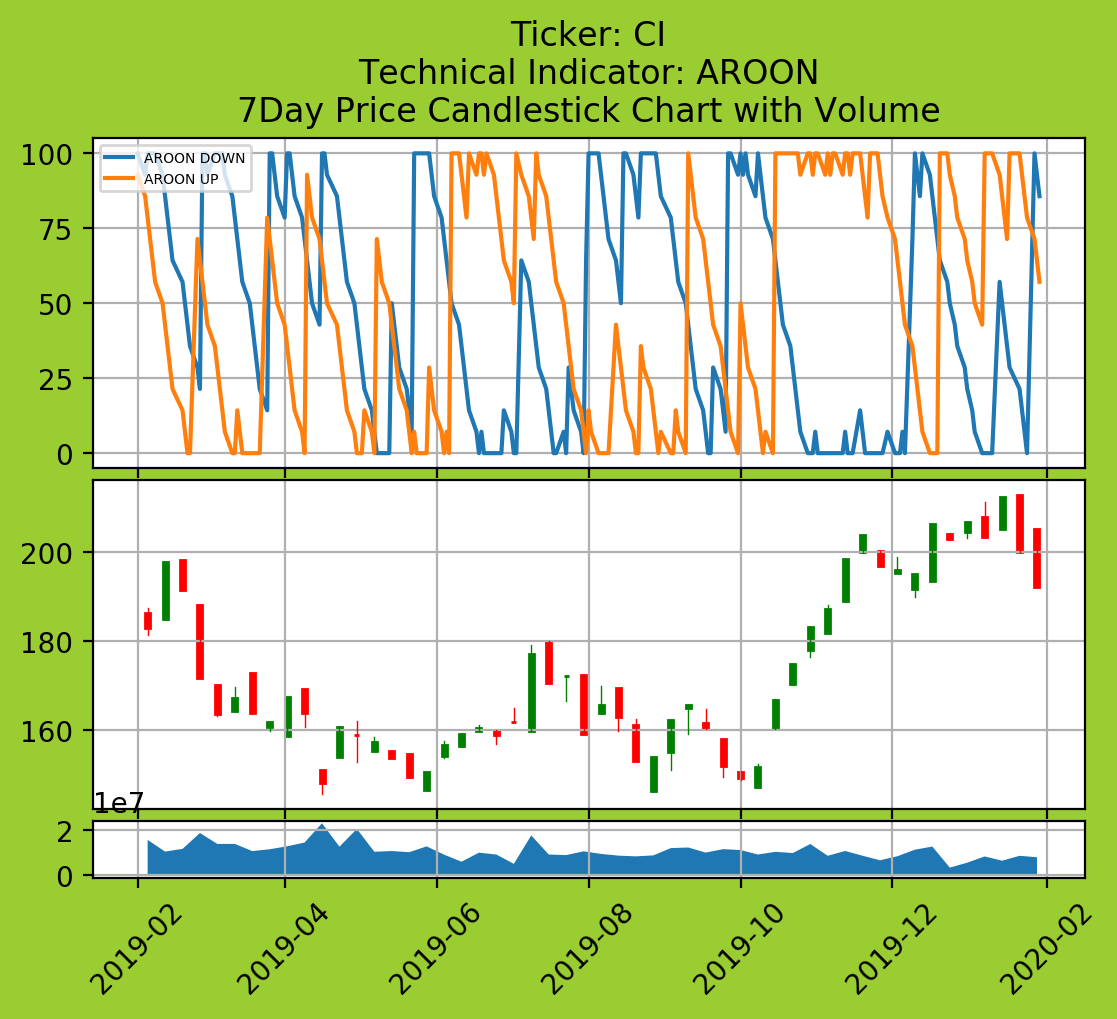 Ticker: CI
Technical Indicator: AROON
7Day Price Candlestick Chart with Volume
100
75
50
25
0
AROON DOWN
AROON UP
200
180
160
1e7
2
0
2019-02
2019-04
2019-06
2019-08
2019-10
2019-12
2020-02